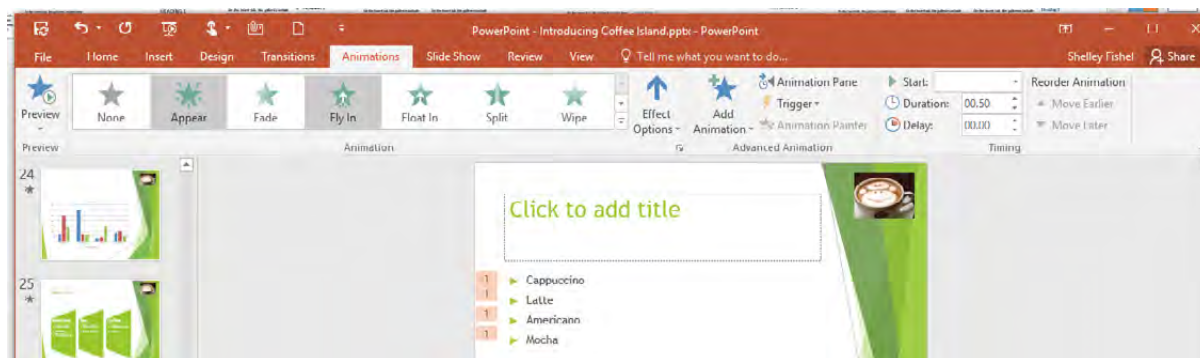 PowerPoint - Introducing Coffee Island.pptx - PowerPoint
File Home Insert Design Transitions Animations Slide Show Review View Tell me what you want to do... Shelley Fishel Share
Preview None Appear Fade Fly In Float In Split Wipe Effect Options Add Animation Animation Pane Trigger Animation Painter Start: Duration: 00.50 Delay: 00.00 Reorder Animation Move Earlier Move Later
Preview Animation Advanced Animation Timing
24
Click to add title
25
1 Cappuccino
1 Latte
1 Americano
1 Mocha